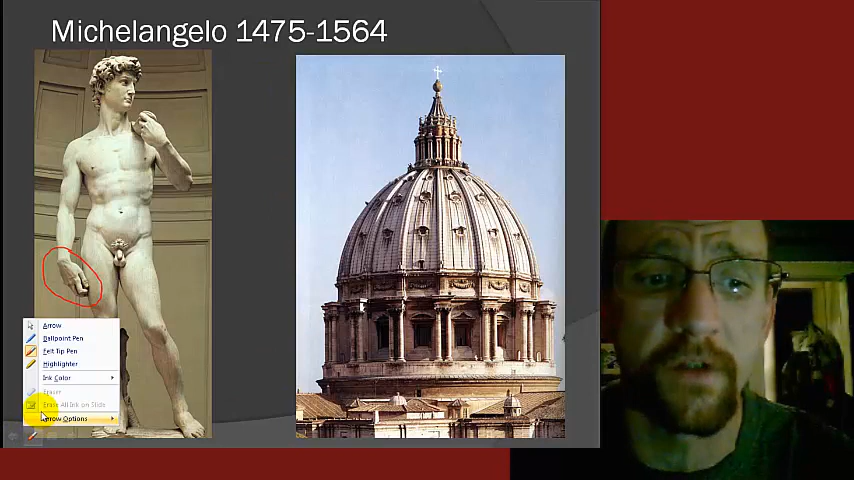 Michelangelo 1475-1564
Arrow
Ballpoint Pen
Felt Tip Pen
Highlighter
Ink Color
Eraser
Erase All Ink on Slide
Arrow Options